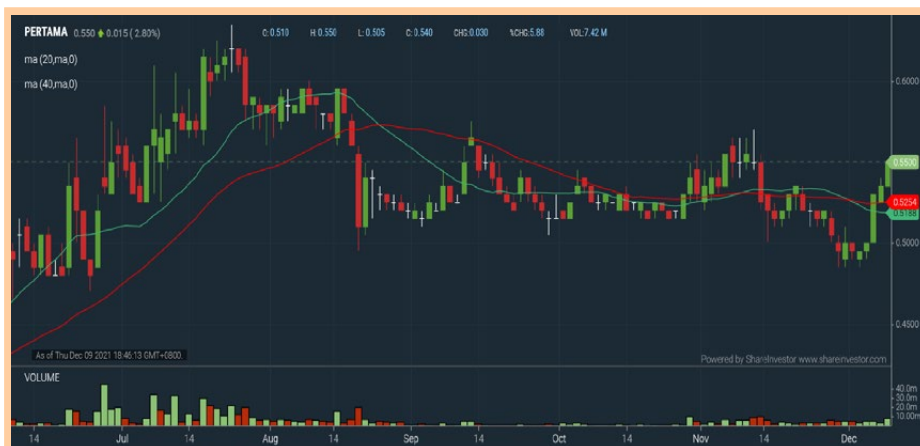 PERTAMA 0.550 0.015 ( 2.80%) C: 0.510 H: 0.550 L: 0.505 C: 0.540 CHG:0.030 %CHG:5.88 VOL:7.42 M
ma (20,ma,0)
ma (40,ma,0)
0.6000
0.5500
0.5254
0.5188
0.5000
0.4500
As of Thu Dec 09 2021 18:46:13 GMT+0800.
Powered by ShareInvestor www.shareinvestor.com
VOLUME
40.0m
30.0m
20.0m
10.00m
14 Jul 14 Aug 14 Sep 14 Oct 14 Nov 14 Dec